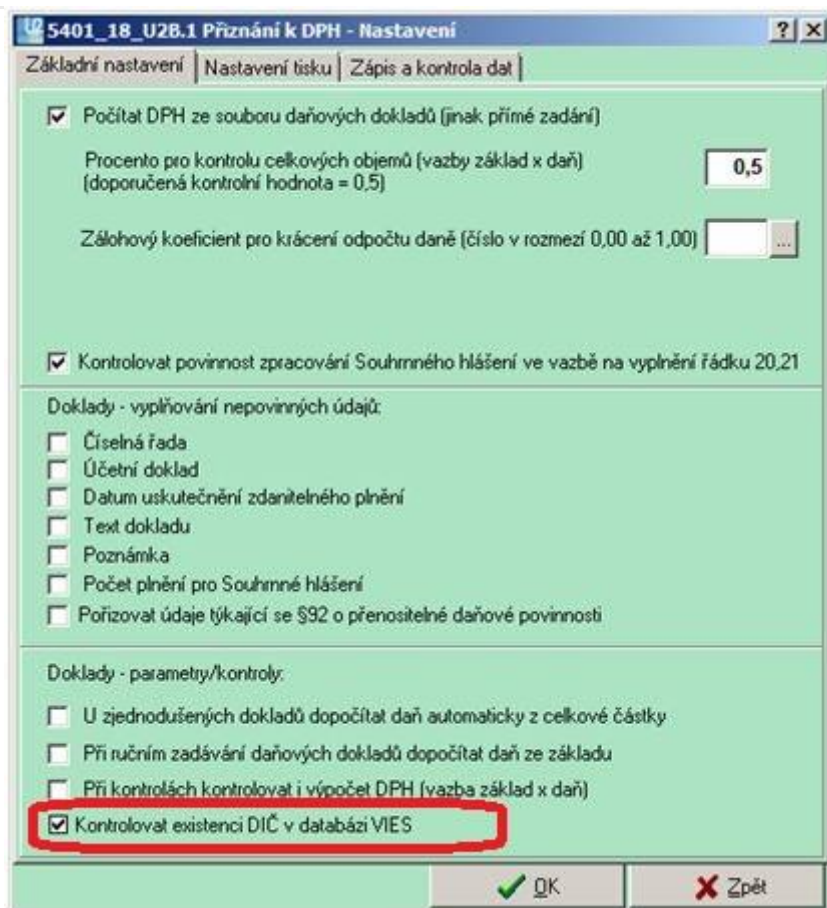 5401_18_U2B.1 Přiznání k DPH - Nastavení
Základní nastavení
Nastavení tisku
Zápis a kontrola dat
Počítat DPH ze souboru daňových dokladů (jinak přímé zadání)
Procento pro kontrolu celkových objemů (vazby základ x daň)
0,5
(doporučená kontrolní hodnota = 0,5)
Zálohový koeficient pro krácení odpočtu daně (číslo v rozmezí 0,00 až 1,00)
...
Kontrolovat povinnost zpracování Souhrnného hlášení ve vazbě na vyplnění řádku 20,21
Doklady - vyplňování nepovinných údajů:
Číselná řada
Účetní doklad
Datum uskutečnění zdanitelného plnění
Text dokladu
Poznámka
Počet plnění pro Souhrnné hlášení
Pořizovat údaje týkající se §92 o přenositelné daňové povinnosti
Doklady - parametry/kontroly:
U zjednodušených dokladů dopočítat daň automaticky z celkové částky
Při ručním zadávání daňových dokladů dopočítat daň ze základu
Při kontrolách kontrolovat i výpočet DPH (vazba základ x daň)
Kontrolovat existenci DIČ v databázi VIES
OK
Zpět